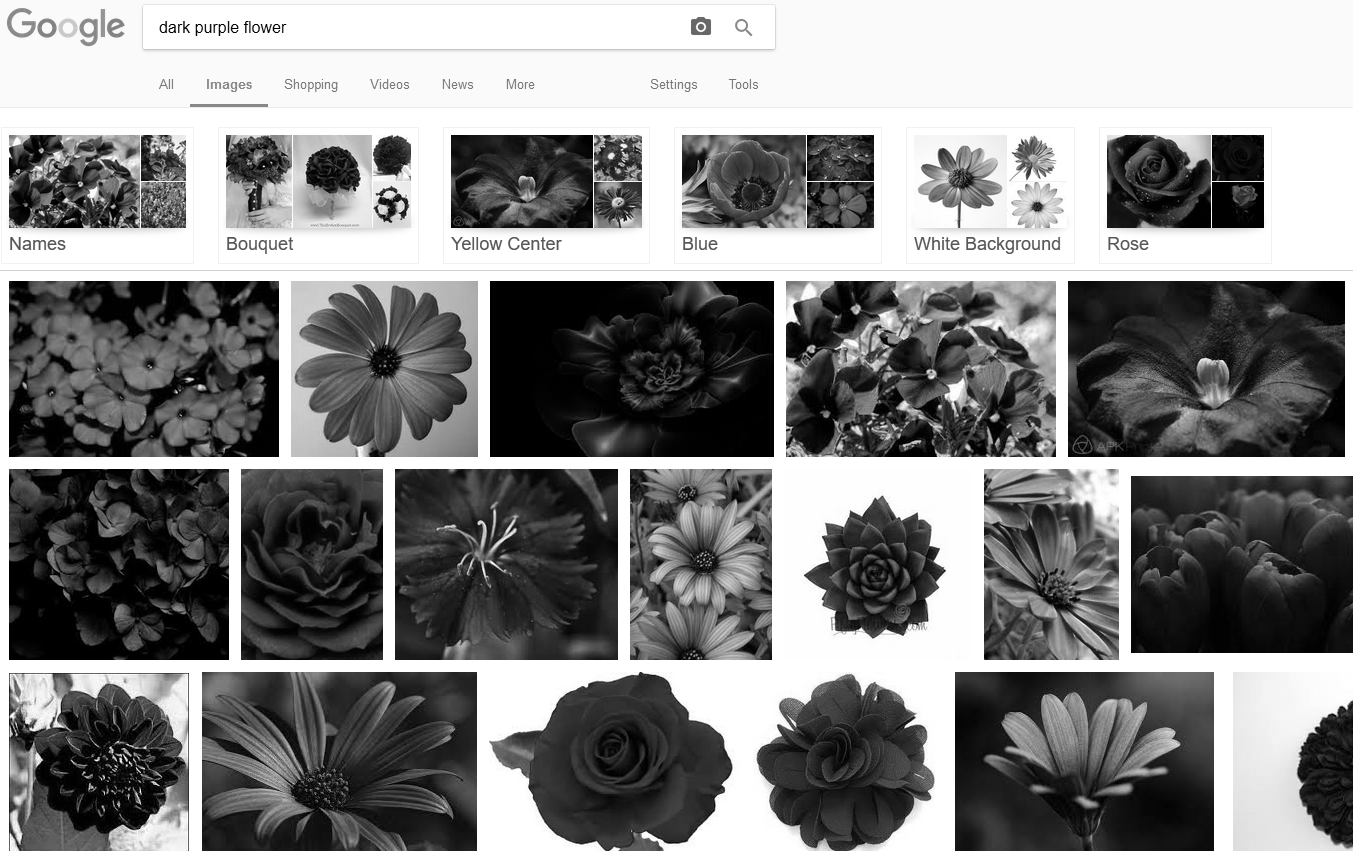 Google
dark purple flower
All Images Shopping Videos News More Settings Tools
Names
Bouquet
Yellow Center
Blue
White Background
Rose